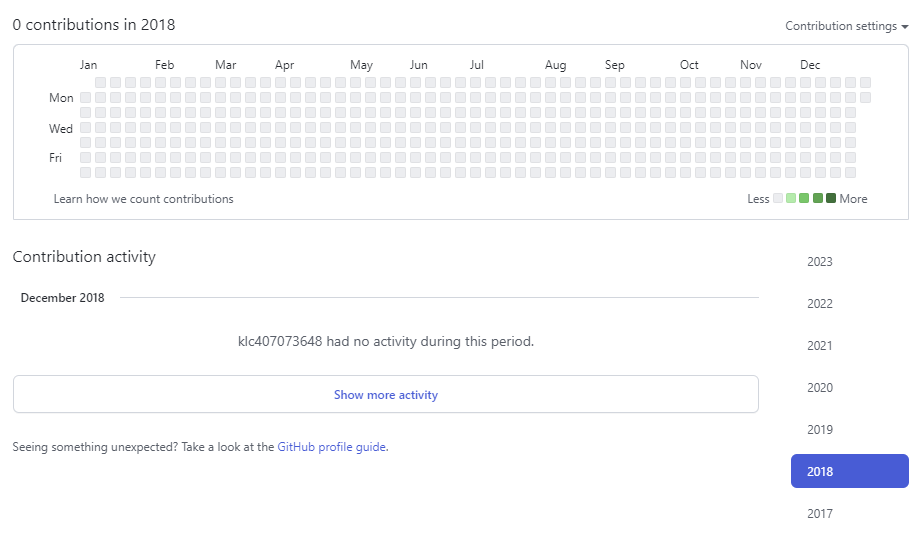 0 contributions in 2018
Contribution settings
Jan Feb Mar Apr May Jun Jul Aug Sep Oct Nov Dec
Mon
Wed
Fri
Learn how we count contributions
Less More
Contribution activity
December 2018
klc407073648 had no activity during this period.
Show more activity
Seeing something unexpected? Take a look at the GitHub profile guide.
2023
2022
2021
2020
2019
2018
2017